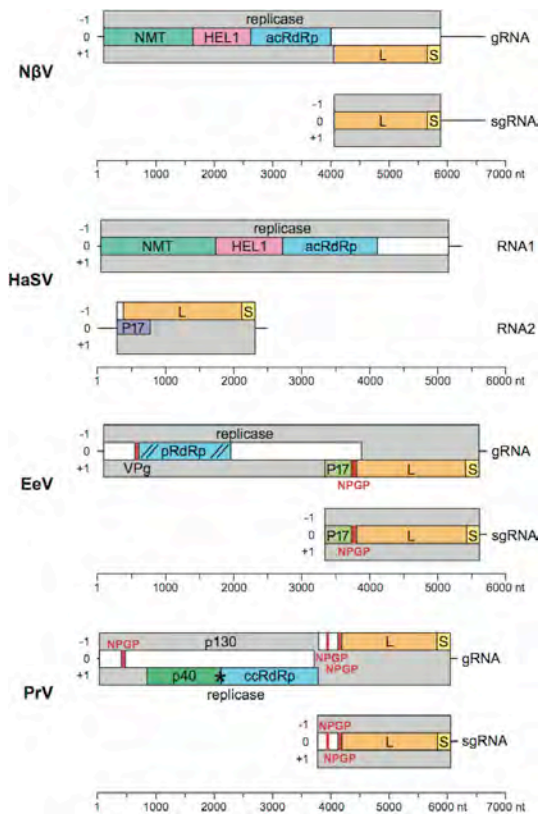 -1 replicase
0 NMT HEL1 acRdRp gRNA
+1 L S
NβV
-1
0 L S sgRNA
+1
1 1000 2000 3000 4000 5000 6000 7000 nt
-1 replicase
0 NMT HEL1 acRdRp RNA1
+1
HaSV
-1 L S
0 P17 RNA2
+1
1 1000 2000 3000 4000 5000 6000 nt
-1 replicase
0 pRdRp gRNA
+1 VPg P17 L S
NPGP
EeV
-1
0 P17 L S sgRNA
+1 NPGP
1 1000 2000 3000 4000 5000 6000 nt
-1 NPGP p130 L S
0 NPGP gRNA
+1 p40 * ccRdRp NPGP
replicase
PrV
-1 NPGP
0 L S sgRNA
+1 NPGP
1 1000 2000 3000 4000 5000 6000 7000 nt